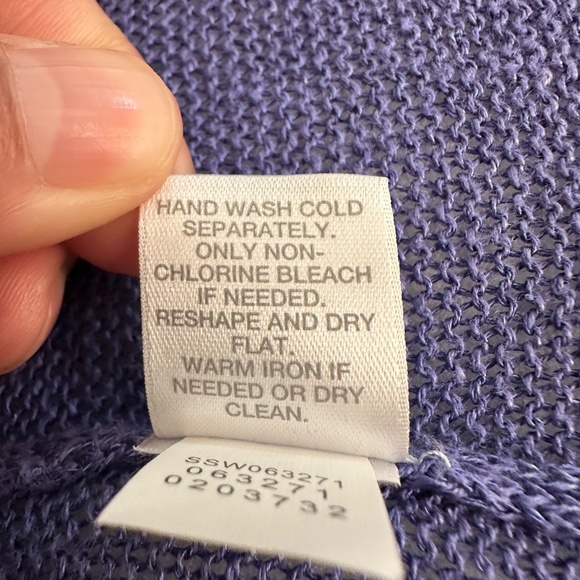 HAND WASH COLD
SEPARATELY.
ONLY NON-
CHLORINE BLEACH
IF NEEDED.
RESHAPE AND DRY
FLAT.
WARM IRON IF
NEEDED OR DRY
CLEAN.
SSW063271
063271
0203732